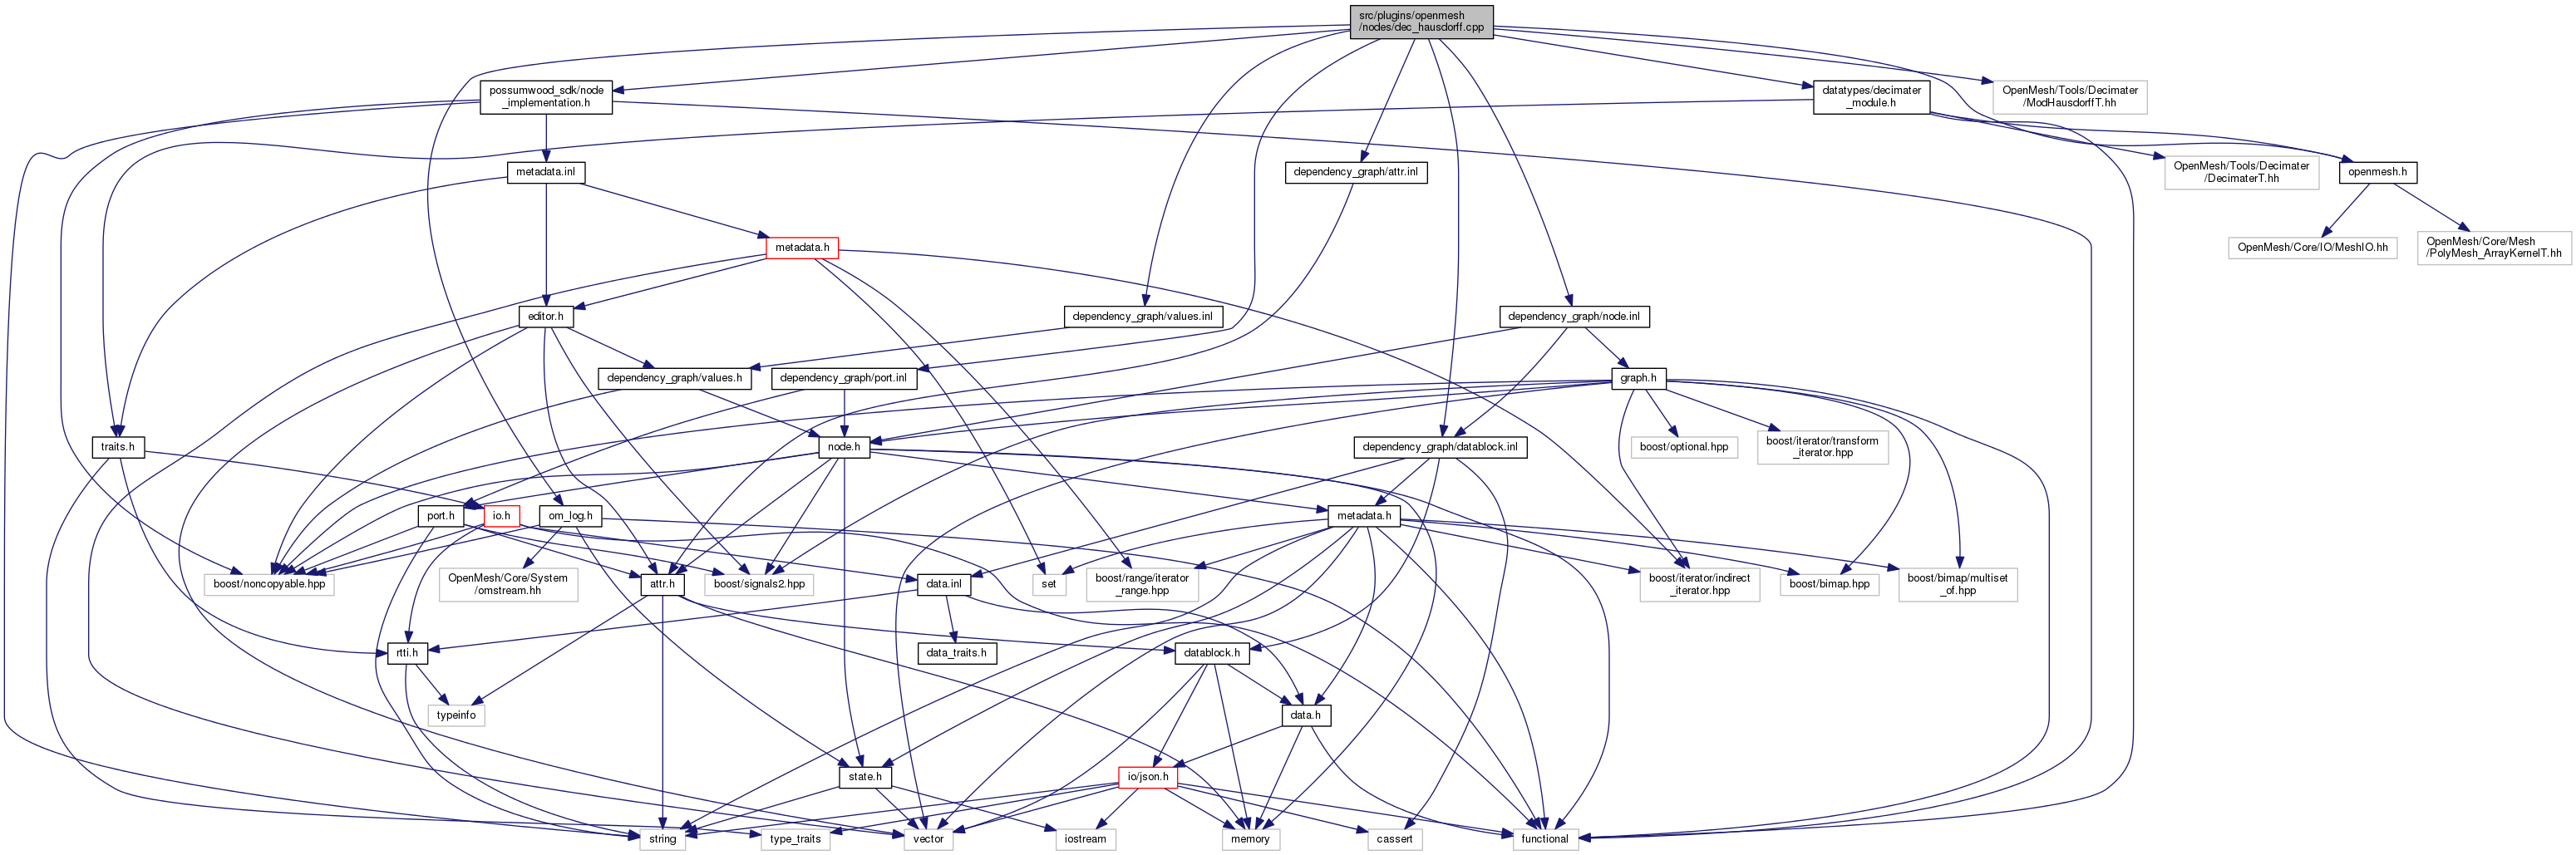 src/plugins/openmesh
/nodes/dec_hausdorff.cpp
possumwood_sdk/node
_implementation.h
datatypes/decimater
_module.h
OpenMesh/Tools/Decimater
/ModHausdorffT.hh
metadata.inl
dependency_graph/attr.inl
OpenMesh/Tools/Decimater
/DecimaterT.hh
openmesh.h
metadata.h
OpenMesh/Core/IO/MeshIO.hh
OpenMesh/Core/Mesh
/PolyMesh_ArrayKernelT.hh
editor.h
dependency_graph/values.inl
dependency_graph/node.inl
dependency_graph/values.h
dependency_graph/port.inl
graph.h
traits.h
node.h
dependency_graph/datablock.inl
boost/optional.hpp
boost/iterator/transform
_iterator.hpp
port.h
io.h
om_log.h
metadata.h
boost/noncopyable.hpp
OpenMesh/Core/System
/omstream.hh
attr.h
boost/signals2.hpp
data.inl
set
boost/range/iterator
_range.hpp
boost/iterator/indirect
_iterator.hpp
boost/bimap.hpp
boost/bimap/multiset
_of.hpp
rtti.h
data_traits.h
datablock.h
typeinfo
data.h
state.h
io/json.h
string
type_traits
vector
iostream
memory
cassert
functional